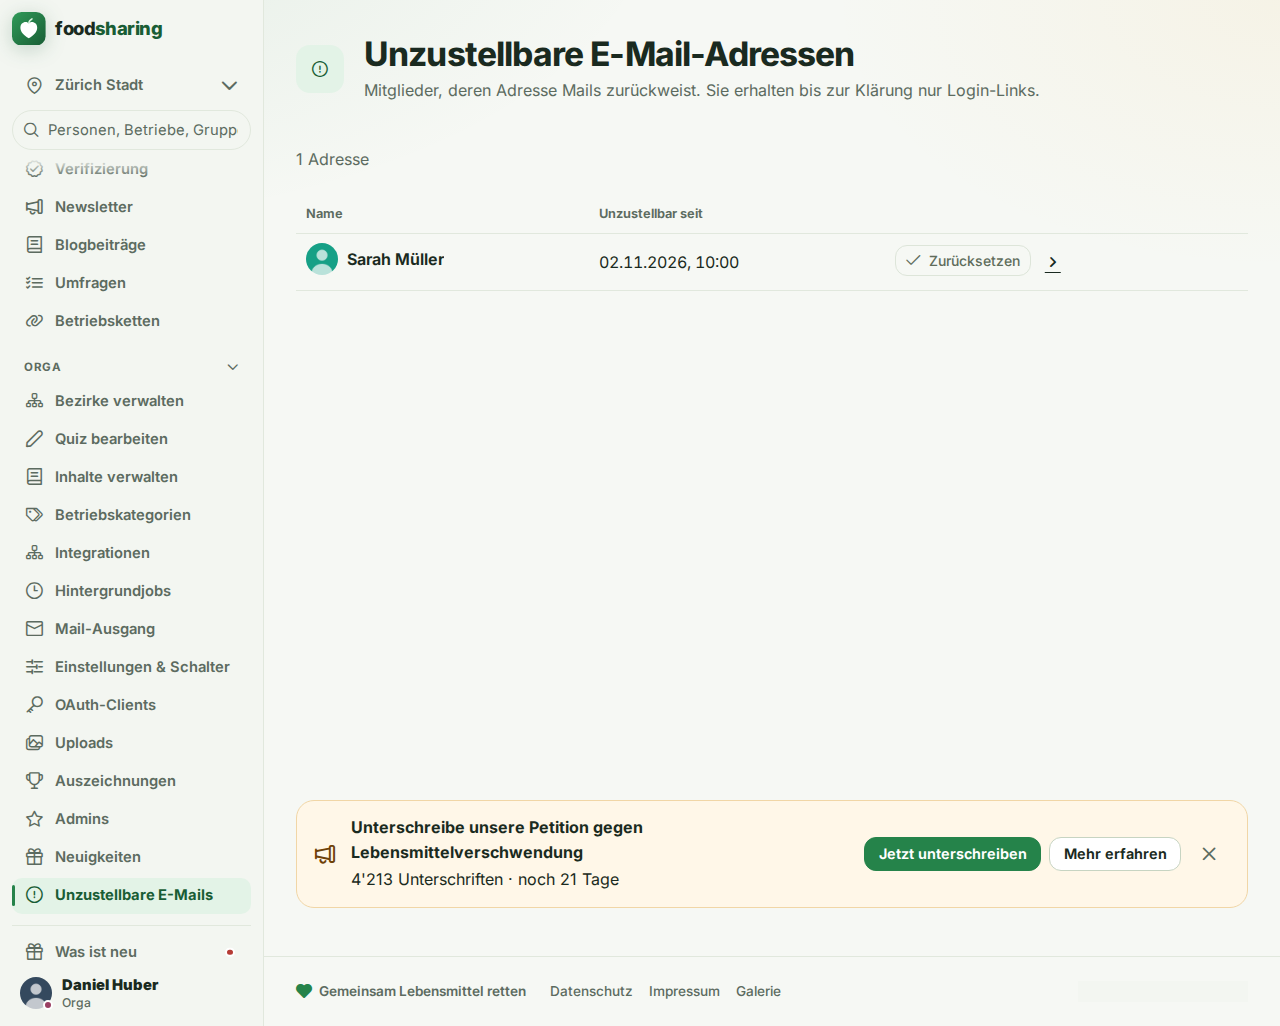 foodsharing
Zürich Stadt
Personen, Betriebe, Grupp
Verifizierung
Newsletter
Blogbeiträge
Umfragen
Betriebsketten
ORGA
Bezirke verwalten
Quiz bearbeiten
Inhalte verwalten
Betriebskategorien
Integrationen
Hintergrundjobs
Mail-Ausgang
Einstellungen & Schalter
OAuth-Clients
Uploads
Auszeichnungen
Admins
Neuigkeiten
Unzustellbare E-Mails
Was ist neu
Daniel Huber
Orga
Unzustellbare E-Mail-Adressen
Mitglieder, deren Adresse Mails zurückweist. Sie erhalten bis zur Klärung nur Login-Links.
1 Adresse
Name Unzustellbar seit
Sarah Müller 02.11.2026, 10:00 Zurücksetzen
Unterschreibe unsere Petition gegen
Lebensmittelverschwendung
4'213 Unterschriften · noch 21 Tage
Jetzt unterschreiben Mehr erfahren
Gemeinsam Lebensmittel retten Datenschutz Impressum Galerie